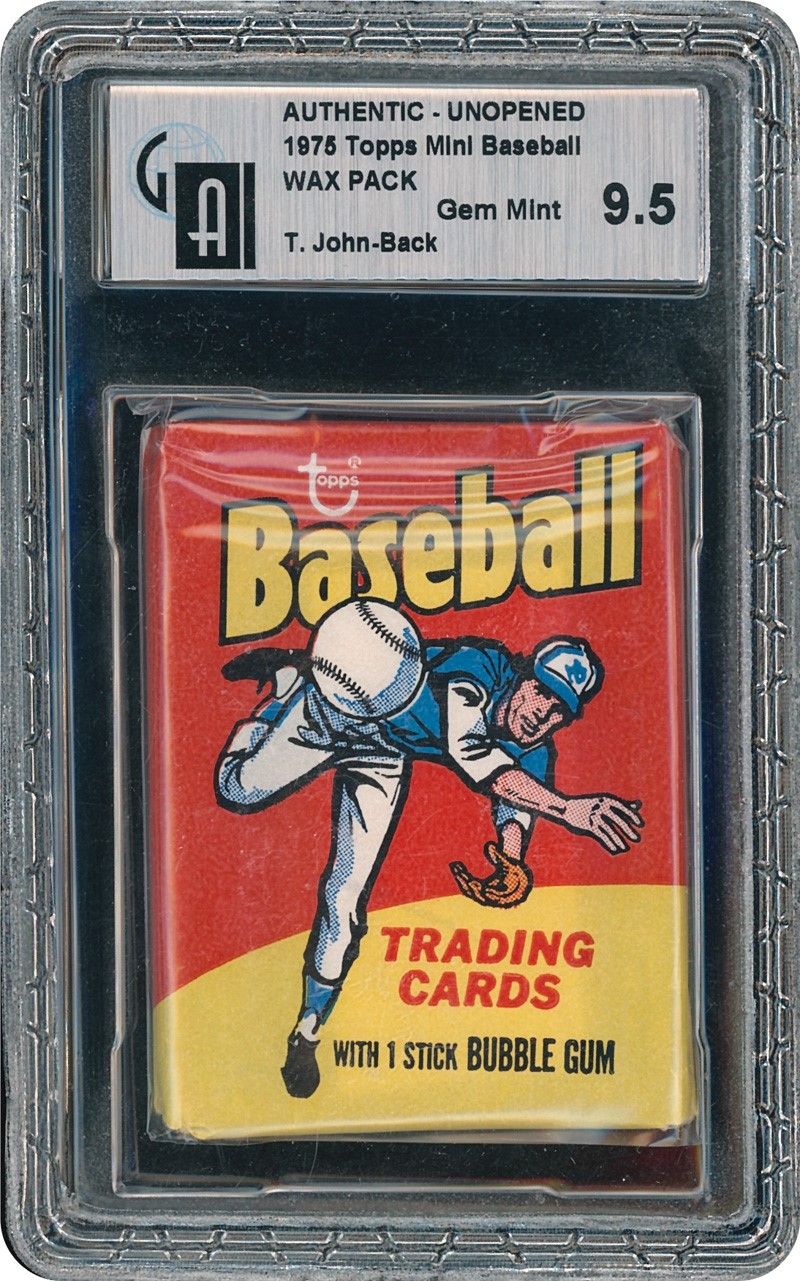 AUTHENTIC - UNOPENED
1975 Topps Mini Baseball
WAX PACK
Gem Mint 9.5
T. John-Back
GAI
topps®
Baseball
TRADING
CARDS
WITH 1 STICK BUBBLE GUM